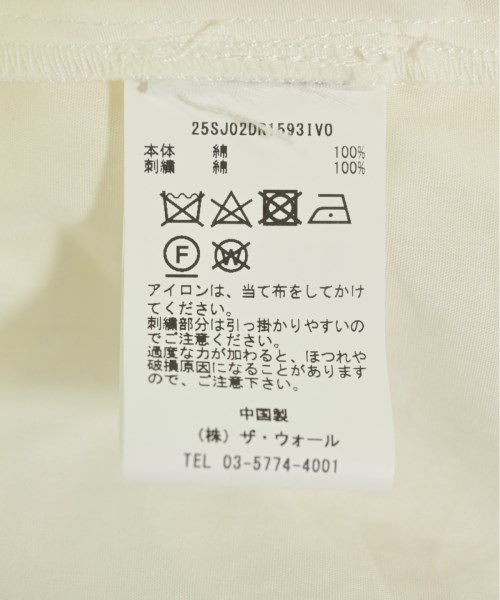 25SJ02DR1593IVO
本体 綿 100%
刺繍 綿 100%
F W
アイロンは、当て布をしてかけ
てください。
刺繍部分は引っ掛かりやすいの
でご注意ください。
過度な力が加わると、ほつれや
破損原因になることがあります
ので、ご注意下さい。
中国製
(株) ザ・ウォール
TEL 03-5774-4001